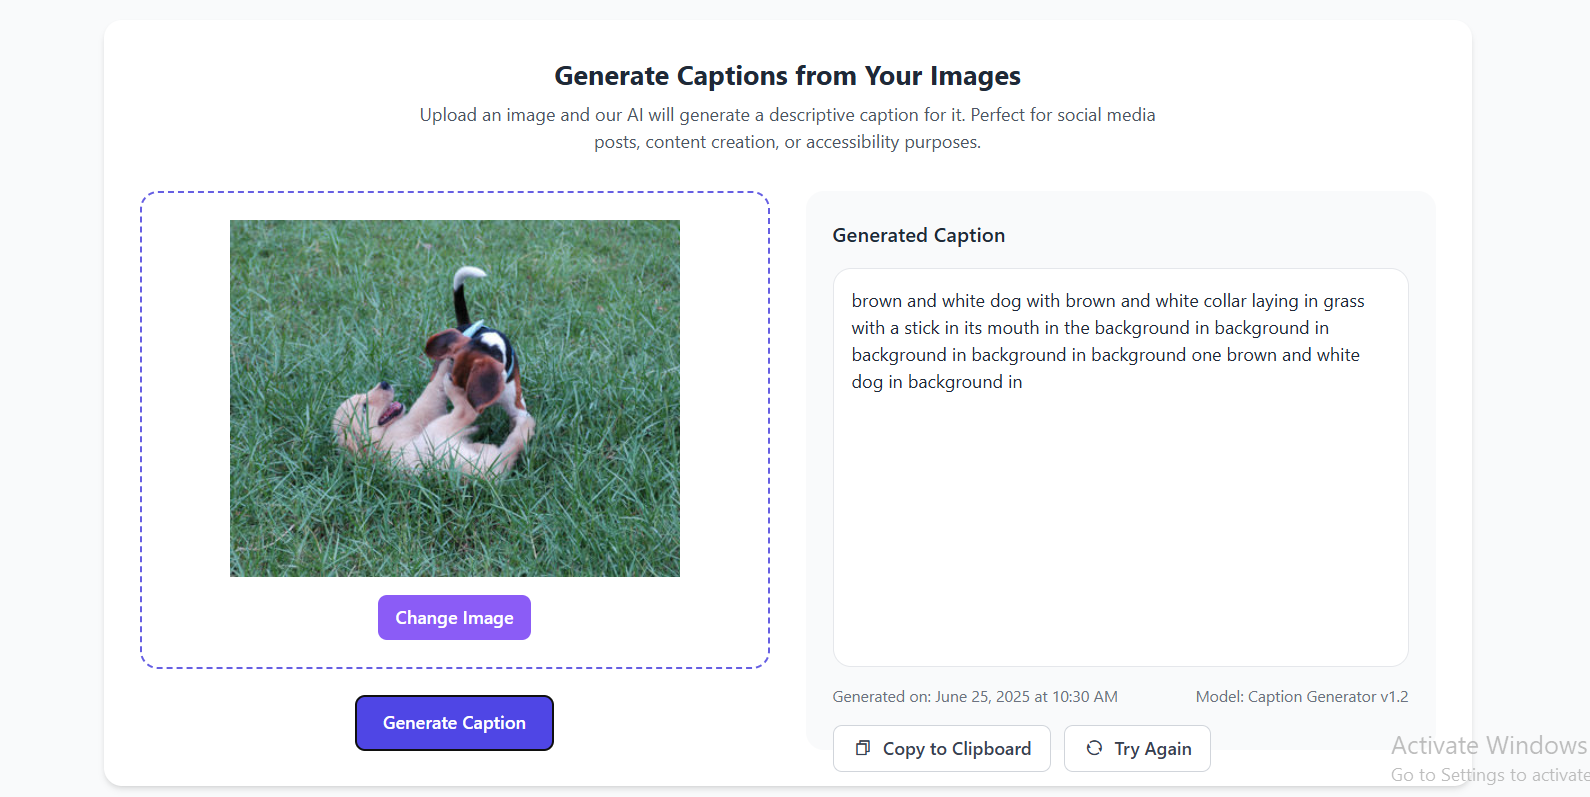 Generate Captions from Your Images
Upload an image and our AI will generate a descriptive caption for it. Perfect for social media
posts, content creation, or accessibility purposes.
Change Image
Generate Caption
Generated Caption
brown and white dog with brown and white collar laying in grass
with a stick in its mouth in the background in background in
background in background in background one brown and white
dog in background in
Generated on: June 25, 2025 at 10:30 AM
Model: Caption Generator v1.2
Copy to Clipboard
Try Again
Activate Windows
Go to Settings to activate